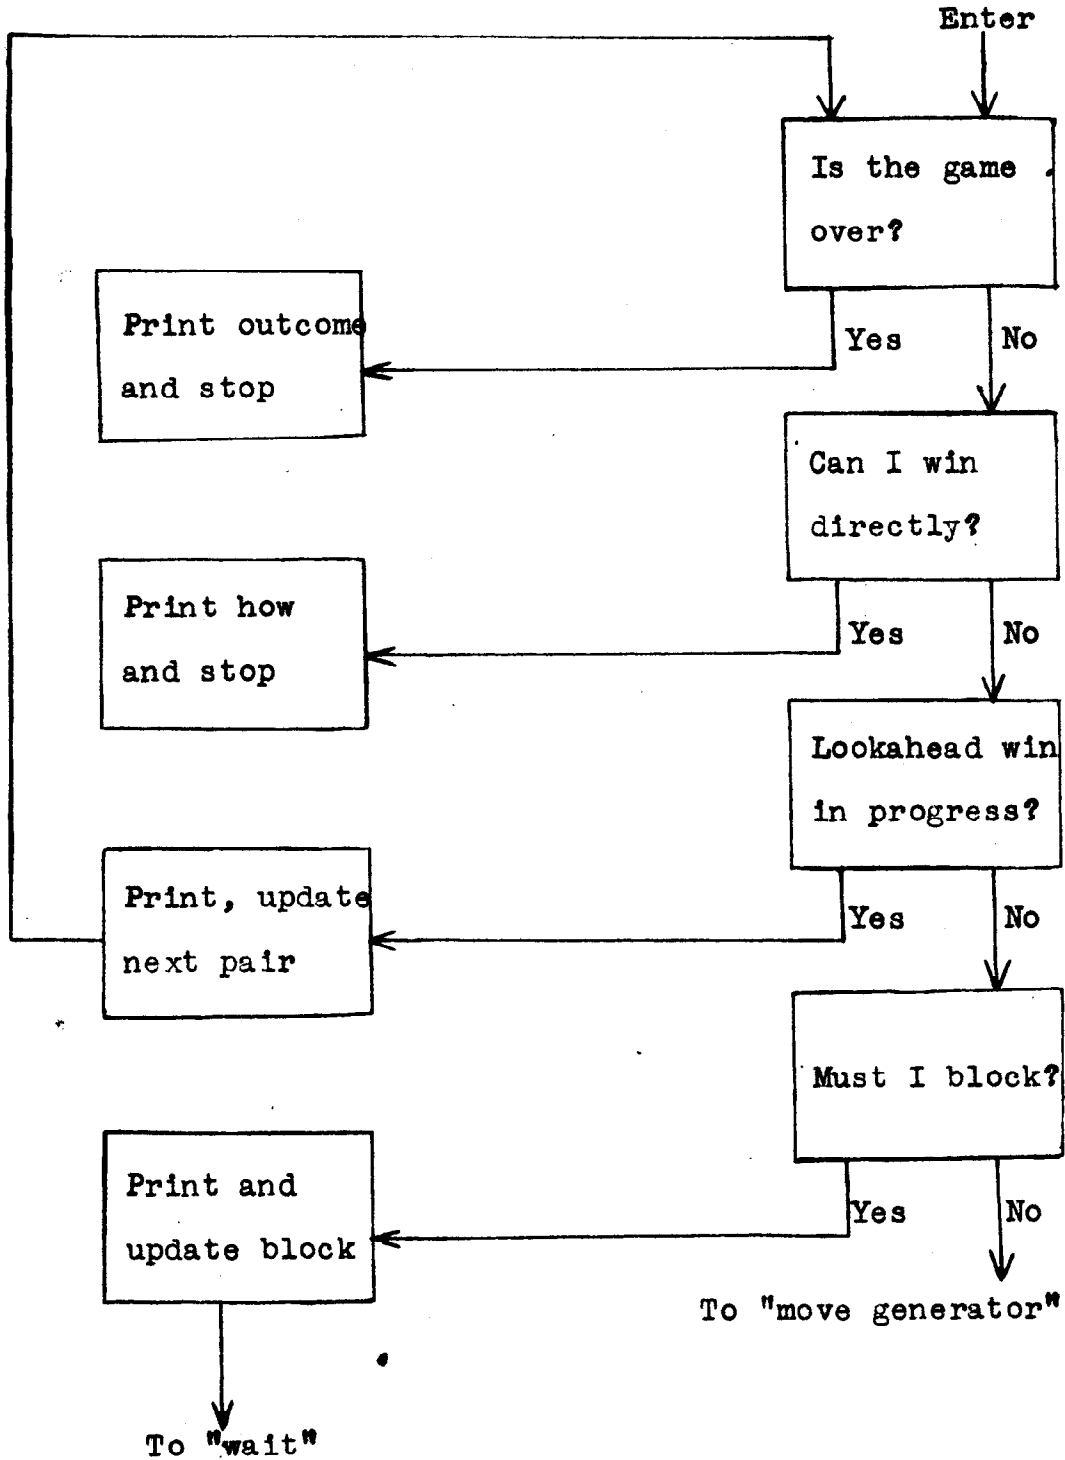 Enter
Is the game
over?
Yes
No
Print outcome
and stop
Can I win
directly?
Yes
No
Print how
and stop
Lookahead win
in progress?
Yes
No
Print, update
next pair
Must I block?
Yes
No
Print and
update block
To "move generator"
To "wait"